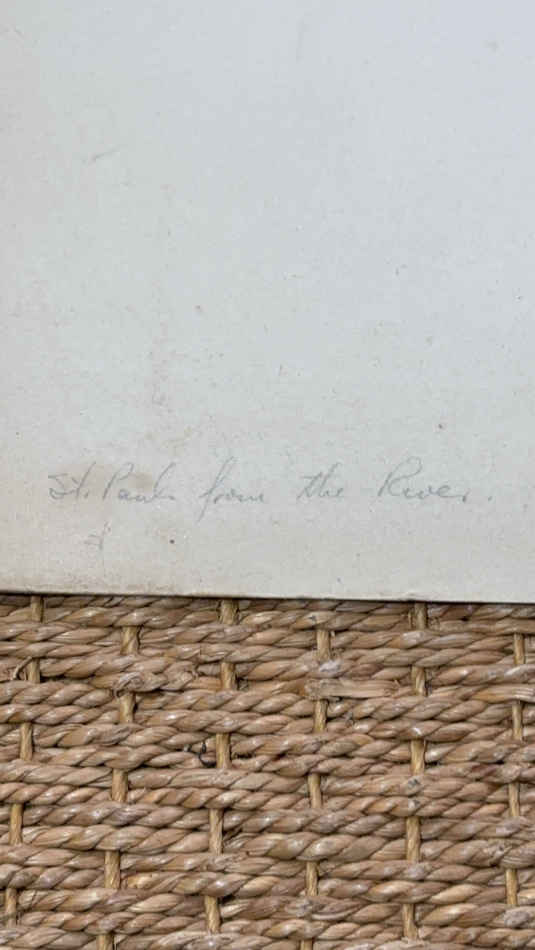 St. Pauls from the River.